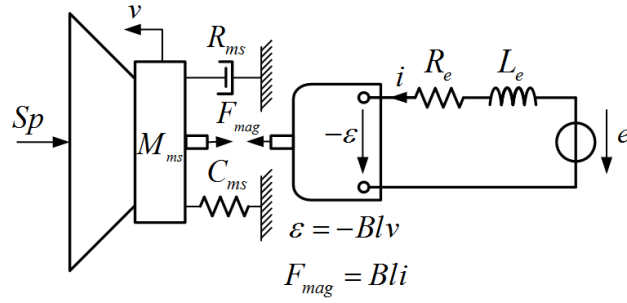 v
R_ms
i
R_e
L_e
Sp
F_mag
M_ms
-ε
e
C_ms
ε = -Blv
F_mag = Bli